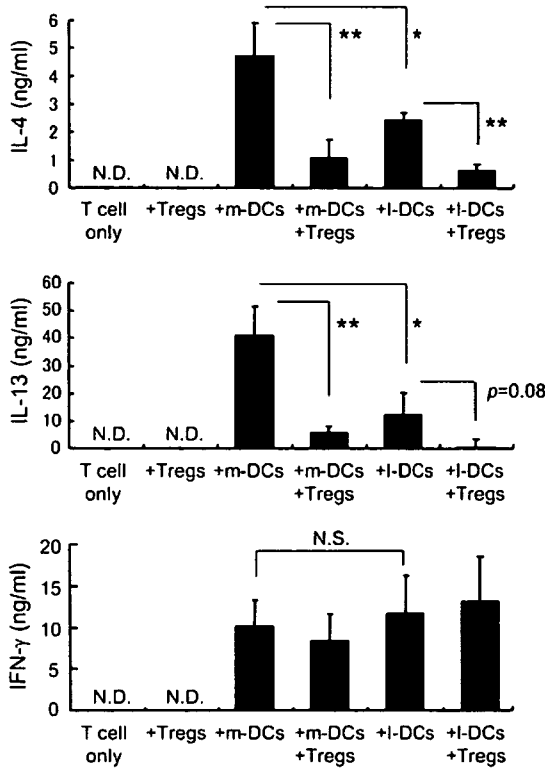 IL-4 (ng/ml)
6
5
4
3
2
1
0
N.D. N.D.
** * **
T cell only +Tregs +m-DCs +m-DCs +Tregs +l-DCs +l-DCs +Tregs
IL-13 (ng/ml)
60
50
40
30
20
10
0
N.D. N.D.
** * p=0.08
T cell only +Tregs +m-DCs +m-DCs +Tregs +l-DCs +l-DCs +Tregs
IFN-γ (ng/ml)
20
15
10
5
0
N.D. N.D.
N.S.
T cell only +Tregs +m-DCs +m-DCs +Tregs +l-DCs +l-DCs +Tregs